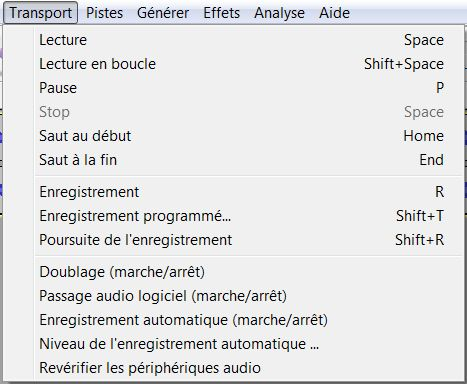 Transport Pistes Générer Effets Analyse Aide
Lecture Space
Lecture en boucle Shift+Space
Pause P
Stop Space
Saut au début Home
Saut à la fin End
Enregistrement R
Enregistrement programmé... Shift+T
Poursuite de l'enregistrement Shift+R
Doublage (marche/arrêt)
Passage audio logiciel (marche/arrêt)
Enregistrement automatique (marche/arrêt)
Niveau de l'enregistrement automatique ...
Revérifier les périphériques audio